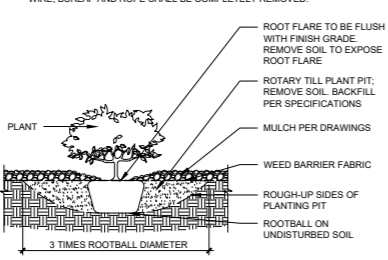 WIRE, BURLAP AND ROPE SHALL BE COMPLETELY REMOVED.
ROOT FLARE TO BE FLUSH
WITH FINISH GRADE.
REMOVE SOIL TO EXPOSE
ROOT FLARE
ROTARY TILL PLANT PIT;
REMOVE SOIL. BACKFILL
PER SPECIFICATIONS
PLANT
MULCH PER DRAWINGS
WEED BARRIER FABRIC
ROUGH-UP SIDES OF
PLANTING PIT
ROOTBALL ON
UNDISTURBED SOIL
3 TIMES ROOTBALL DIAMETER